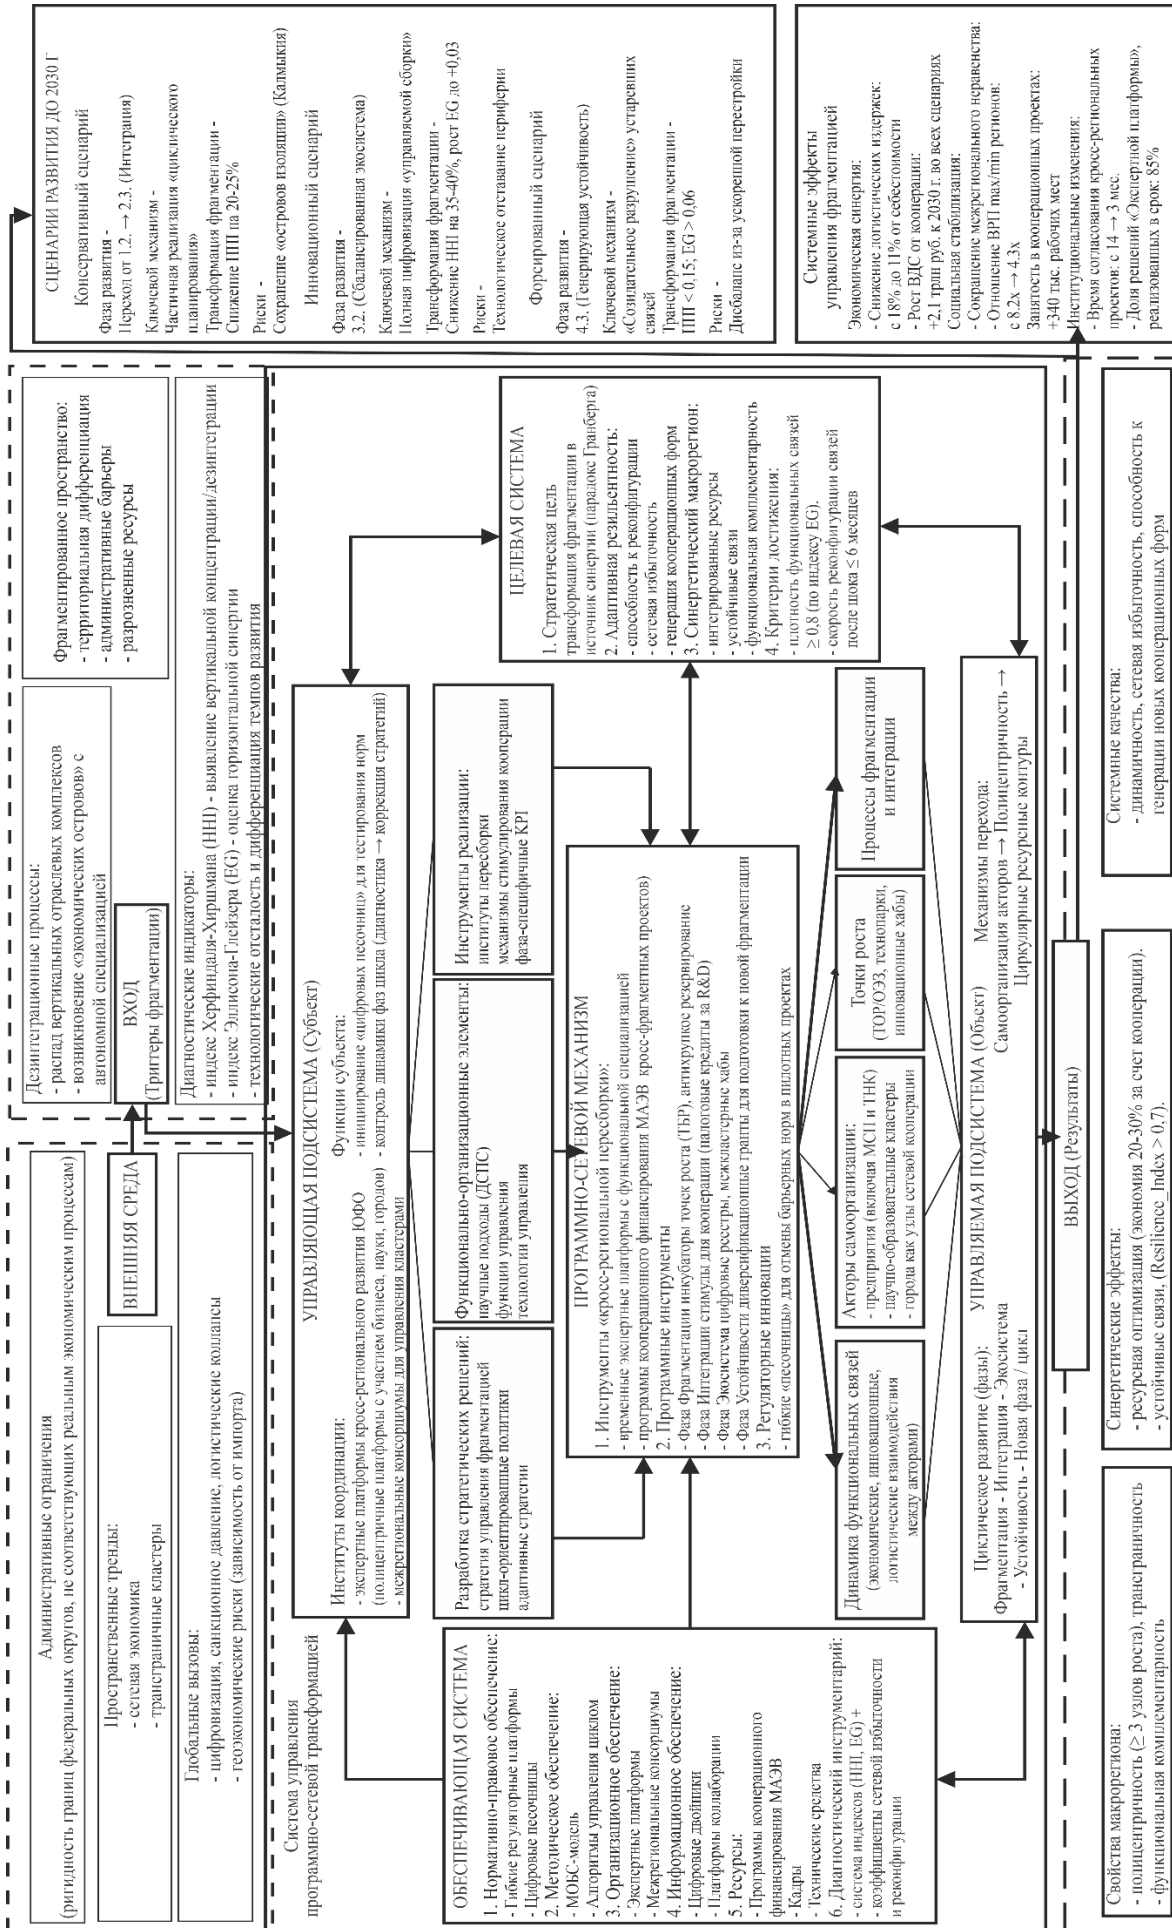 Административные ограничения
(ригидность границ федеральных округов, не соответствующих реальным экономическим процессам)
ВНЕШНЯЯ СРЕДА
Пространственные тренды:
- сетевая экономика
- трансграничные кластеры
Глобальные вызовы:
- цифровизация, санкционное давление, логистические коллапсы
- геоэкономические риски (зависимость от импорта)
Дезинтеграционные процессы:
- распад вертикальных отраслевых комплексов
- возникновение «экономических островов» с
автономной специализацией
Фрагментированное пространство:
- территориальная дифференциация
- административные барьеры
- разрозненные ресурсы
ВХОД
(Триггеры фрагментации)
Диагностические индикаторы:
- индекс Херфиндаля-Хиршмана (HHI) - выявление вертикальной концентрации/дезинтеграции
- индекс Эллисона-Глейзера (EG) - оценка горизонтальной синергии
- технологические отсталость и дифференциация темпов развития
Система управления
программно-сетевой трансформацией
УПРАВЛЯЮЩАЯ ПОДСИСТЕМА (Субъект)
Институты координации:
- экспертные платформы кросс-регионального развития ЮФО
(полицентричные платформы с участием бизнеса, науки, городов)
- межрегиональные консорциумы для управления кластерами
Функции субъекта:
- инициирование «цифровых песочниц» для тестирования норм
- контроль динамики фаз цикла (диагностика → коррекция стратегий)
Разработка стратегических решений:
стратегия управления фрагментацией
цикл-ориентированные политики
адаптивные стратегии
Функционально-организационные элементы:
научные подходы (ДСПС)
функции управления
технологии управления
Инструменты реализации:
институты пересборки
механизмы стимулирования кооперации
фаза-специфичные KPI
ОБЕСПЕЧИВАЮЩАЯ СИСТЕМА
1. Нормативно-правовое обеспечение:
- Гибкие регуляторные платформы
- Цифровые песочницы
2. Методическое обеспечение:
- МОБС-модель
- Алгоритмы управления циклом
3. Организационное обеспечение:
- Экспертные платформы
- Межрегиональные консорциумы
4. Информационное обеспечение:
- Цифровые двойники
- Платформы коллаборации
5. Ресурсы:
- Программы кооперационного
финансирования МАЭВ
- Кадры
- Технические средства
6. Диагностический инструментарий:
- система индексов (HHI, EG) +
- коэффициенты сетевой избыточности
и реконфигурации
ПРОГРАММНО-СЕТЕВОЙ МЕХАНИЗМ
1. Инструменты «кросс-региональной пересборки»:
- временные экспертные платформы с функциональной специализацией
- программы кооперационного финансирования МАЭВ кросс-фрагментных проектов)
2. Программные инструменты
- Фаза Фрагментации инкубаторы точек роста (ТБР), антихрупкое резервирование
- Фаза Интеграции стимулы для кооперации (налоговые кредиты за R&D)
- Фаза Экосистем цифровые реестры, межкластерные хабы
- Фаза Устойчивости диверсификационные гранты для подготовки к новой фрагментации
3. Регуляторные инновации
- гибкие «песочницы» для отмены барьерных норм в пилотных проектах
ЦЕЛЕВАЯ СИСТЕМА
1. Стратегическая цель
трансформация фрагментации в
источник синергии (парадокс Гранберга)
2. Адаптивная резильентность:
- способность к реконфигурации
- сетевая избыточность
- генерация кооперационных форм
3. Синергетический макрорегион:
- интегрированные ресурсы
- устойчивые связи
- функциональная комплементарность
4. Критерии достижения:
- плотность функциональных связей
≥ 0,8 (по индексу EG).
- скорость реконфигурации связей
после шока ≤ 6 месяцев
Динамика функциональных связей
(экономические, инновационные,
логистические взаимодействия
между акторами)
Акторы самоорганизации:
- предприятия (включая МСП и ТНК)
- научно-образовательные кластеры
- города как узлы сетевой кооперации
Точки роста
(ТОР/ОЭЗ, технопарки,
инновационные хабы)
Процессы фрагментации
и интеграции
УПРАВЛЯЕМАЯ ПОДСИСТЕМА (Объект)
Циклическое развитие (фазы):
Фрагментация - Интеграция - Экосистема
- Устойчивость - Новая фаза / цикл
Механизмы перехода:
Самоорганизация акторов → Полицентричность →
Циркулярные ресурсные контуры
ВЫХОД (Результаты)
Свойства макрорегиона:
- полицентричность (≥ 3 узлов роста), трансграничность
- функциональная комплементарность
Синергетические эффекты:
- ресурсная оптимизация (экономия 20-30% за счет кооперации).
- устойчивые связи, (Resilience_Index > 0,7).
Системные качества:
- динамичность, сетевая избыточность, способность к
генерации новых кооперационных форм
СЦЕНАРИИ РАЗВИТИЯ ДО 2030 Г
Консервативный сценарий
Фаза развития -
Переход от 1.2. → 2.3. (Интеграция)
Ключевой механизм -
Частичная реализация «циклического
планирования»
Трансформация фрагментации -
Снижение ППП на 20-25%
Риски -
Сохранение «островов изоляции» (Калмыкия)
Инновационный сценарий
Фаза развития -
3.2. (Сбалансированная экосистема)
Ключевой механизм -
Полная цифровизация «управляемой сборки»
Трансформация фрагментации -
Снижение HHI на 35-40%, рост EG до +0,03
Риски -
Технологическое отставание периферии
Форсированный сценарий
Фаза развития -
4.3. (Генерирующая устойчивость)
Ключевой механизм -
«Созидательное разрушение» устаревших
связей
Трансформация фрагментации -
ППП < 0,15; EG > 0,06
Риски -
Дисбаланс из-за ускоренной перестройки
Системные эффекты
управления фрагментацией
Экономическая синергия:
- Снижение логистических издержек:
с 18% до 11% от себестоимости
- Рост ВДС от кооперации:
+2,1 трлн руб. к 2030 г. во всех сценариях
Социальная стабилизация:
- Сокращение межрегионального неравенства:
- Отношение ВРП max/min регионов:
с 8.2x → 4.3x
Занятость в кооперационных проектах:
+340 тыс. рабочих мест
Институциональные изменения:
- Время согласования кросс-региональных
проектов: с 14 → 3 мес.
- Доля решений «Экспертной платформы»,
реализованных в срок: 85%